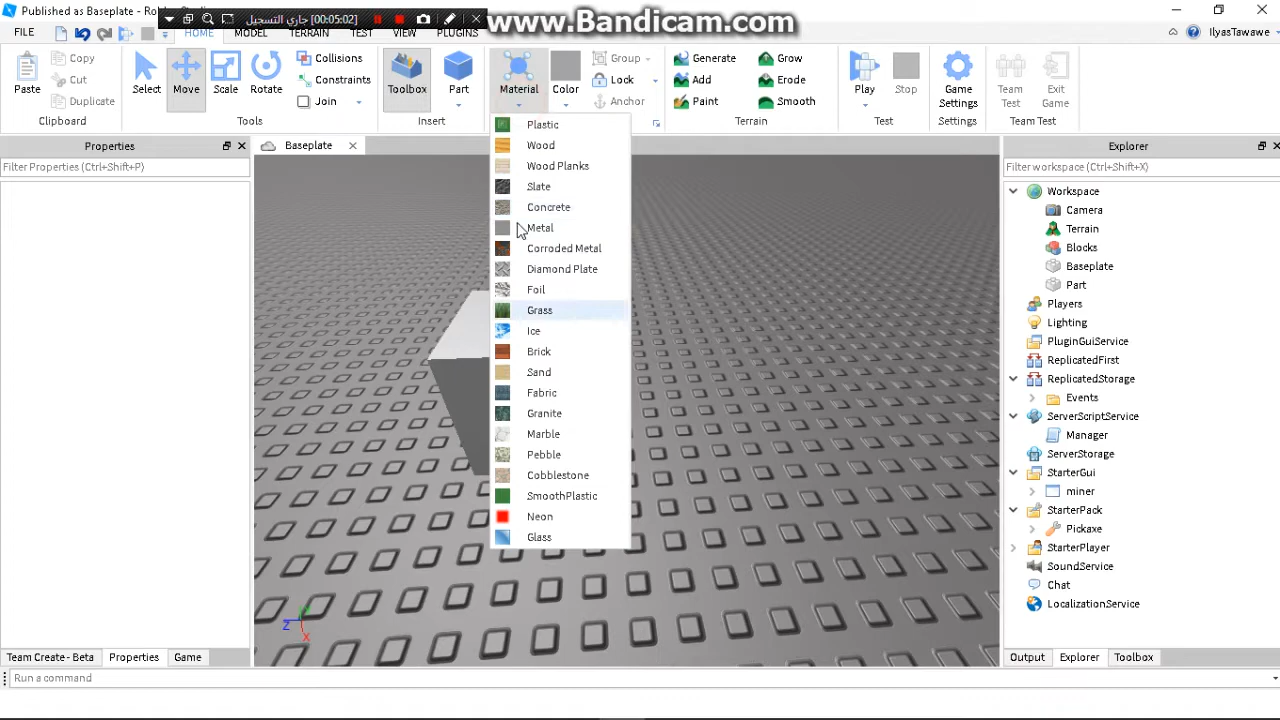 Published as Baseplate - Ro
جاري التسجيل [00:05:02]
www.Bandicam.com
FILE
HOME
MODEL
TERRAIN
TEST
VIEW
PLUGINS
IlyasTawawe
Paste
Copy
Cut
Duplicate
Clipboard
Select
Move
Scale
Rotate
Collisions
Constraints
Join
Tools
Toolbox
Part
Insert
Material
Color
Group
Lock
Anchor
Generate
Add
Paint
Grow
Erode
Smooth
Terrain
Play
Stop
Test
Game
Settings
Settings
Team
Test
Exit
Game
Team Test
Properties
Filter Properties (Ctrl+Shift+P)
Baseplate
Plastic
Wood
Wood Planks
Slate
Concrete
Metal
Corroded Metal
Diamond Plate
Foil
Grass
Ice
Brick
Sand
Fabric
Granite
Marble
Pebble
Cobblestone
SmoothPlastic
Neon
Glass
Y
Z
X
Explorer
Filter workspace (Ctrl+Shift+X)
Workspace
Camera
Terrain
Blocks
Baseplate
Part
Players
Lighting
PluginGuiService
ReplicatedFirst
ReplicatedStorage
Events
ServerScriptService
Manager
ServerStorage
StarterGui
miner
StarterPack
Pickaxe
StarterPlayer
SoundService
Chat
LocalizationService
Team Create - Beta
Properties
Game
Output
Explorer
Toolbox
Run a command